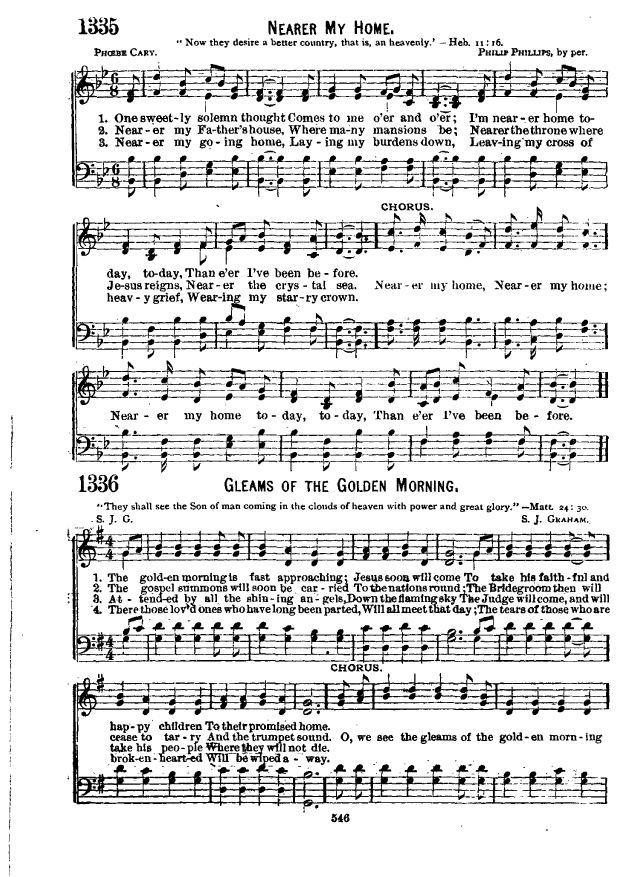 1335
Nearer My Home.
"Now they desire a better country, that is, an heavenly.' — Heb. 11:16.
Phœbe Cary. Philip Phillips, by per.
1. One sweet-ly solemn thought Comes to me o'er and o'er; I'm near-er home to-
2. Near-er my Fa-ther's house, Where ma-ny mansions be; Nearer the throne where
3. Near-er my go-ing home, Lay-ing my burdens down, Leav-ing my cross of
CHORUS.
day, to-day, Than e'er I've been be-fore.
Je-sus reigns, Near-er the crys-tal sea. Near-er my home, Near-er my home;
heav-y grief, Wear-ing my star-ry crown.
Near-er my home to-day, to-day, Than e'er I've been be-fore.
1336
Gleams of the Golden Morning.
"They shall see the Son of man coming in the clouds of heaven with power and great glory." — Matt. 24:30.
S. J. G. S. J. Graham.
1. The gold-en morning is fast approaching; Jesus soon will come To take his faith-ful and
2. The gospel summons will soon be car-ried To the nations round; The Bridegroom then will
3. At-tend-ed by all the shin-ing an-gels, Down the flaming sky The Judge will come, and will
4. There those lov'd ones who have long been parted, Will all meet that day; The tears of those who are
CHORUS.
hap-py children To their promised home.
cease to tar-ry And the trumpet sound. O, we see the gleams of the gold-en morn-ing
take his peo-ple Where they will not die.
brok-en-heart-ed Will be wiped a-way.
546